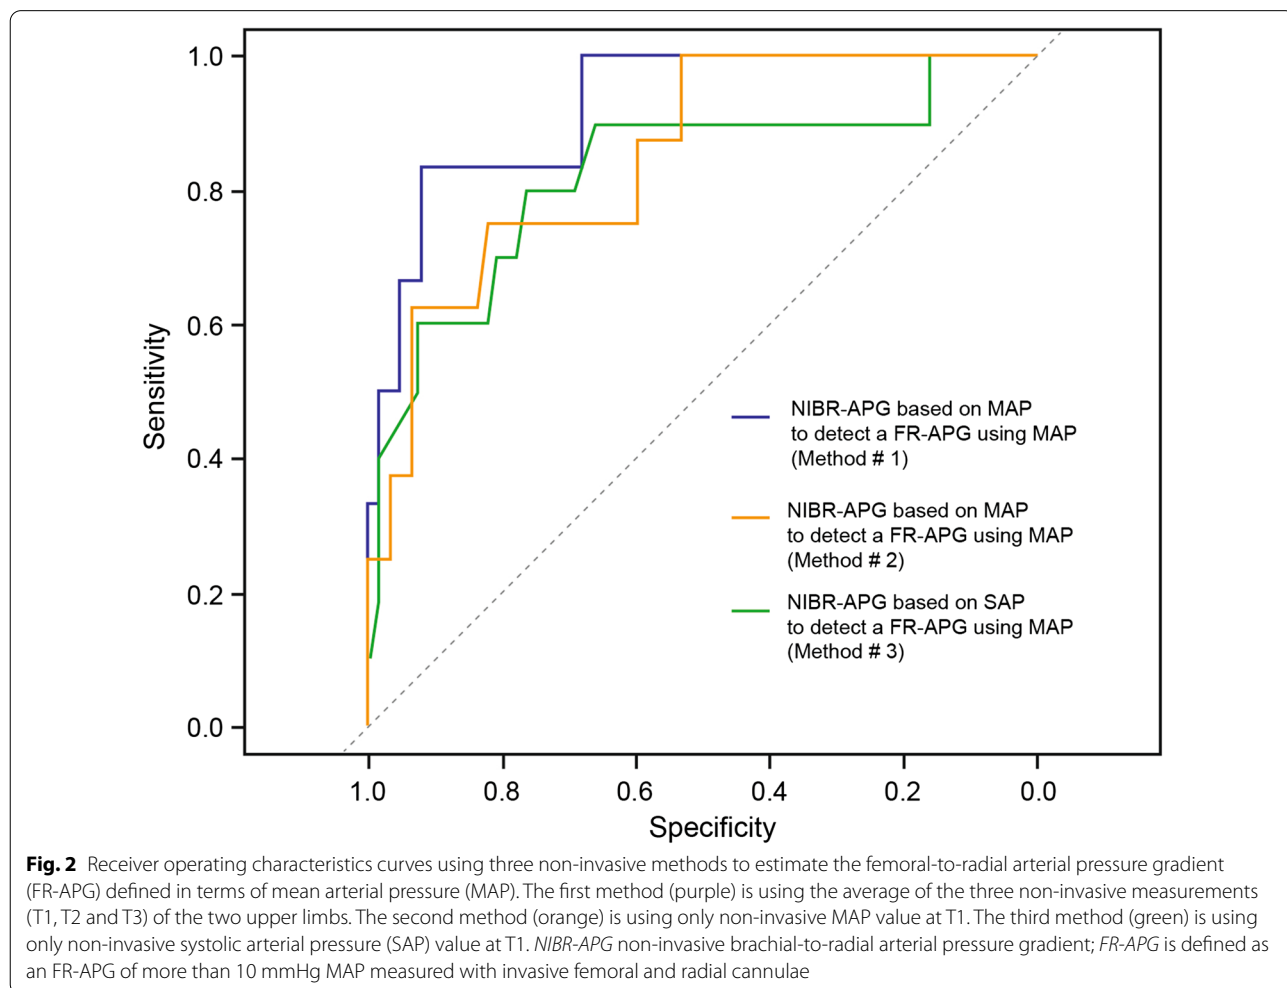 1.0
0.8
0.6
0.4
0.2
0.0
Sensitivity
NIBR-APG based on MAP
to detect a FR-APG using MAP
(Method # 1)
NIBR-APG based on MAP
to detect a FR-APG using MAP
(Method # 2)
NIBR-APG based on SAP
to detect a FR-APG using MAP
(Method # 3)
1.0 0.8 0.6 0.4 0.2 0.0
Specificity
Fig. 2 Receiver operating characteristics curves using three non-invasive methods to estimate the femoral-to-radial arterial pressure gradient
(FR-APG) defined in terms of mean arterial pressure (MAP). The first method (purple) is using the average of the three non-invasive measurements
(T1, T2 and T3) of the two upper limbs. The second method (orange) is using only non-invasive MAP value at T1. The third method (green) is using
only non-invasive systolic arterial pressure (SAP) value at T1. NIBR-APG non-invasive brachial-to-radial arterial pressure gradient; FR-APG is defined as
an FR-APG of more than 10 mmHg MAP measured with invasive femoral and radial cannulae